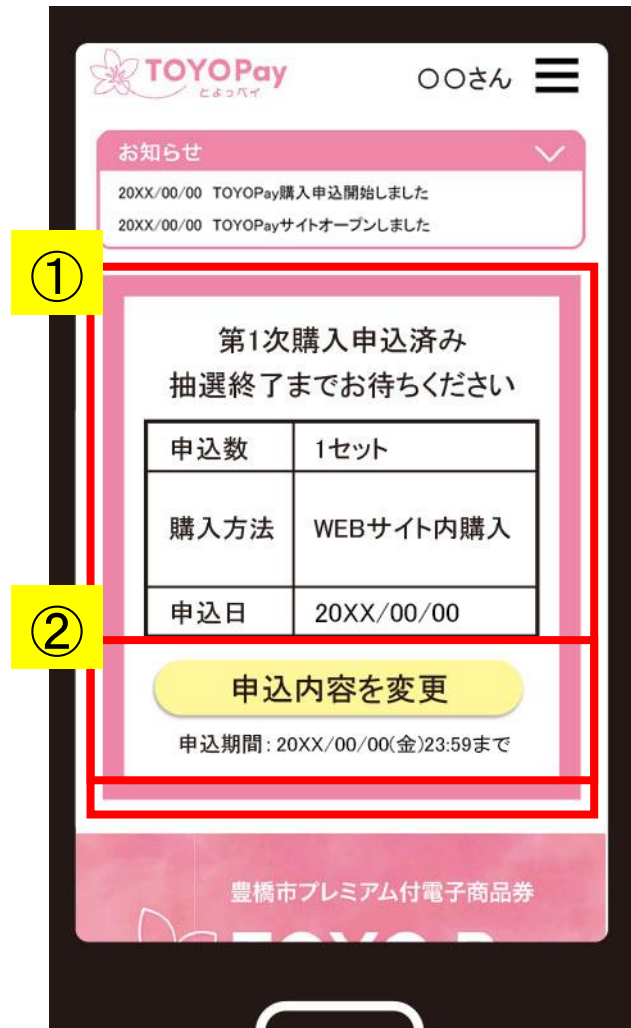 TOYOPay
とよっペイ
〇〇さん
お知らせ
20XX/00/00 TOYOPay購入申込開始しました
20XX/00/00 TOYOPayサイトオープンしました
①
第1次購入申込済み
抽選終了までお待ちください
申込数 1セット
購入方法 WEBサイト内購入
申込日 20XX/00/00
②
申込内容を変更
申込期間:20XX/00/00(金)23:59まで
豊橋市プレミアム付電子商品券